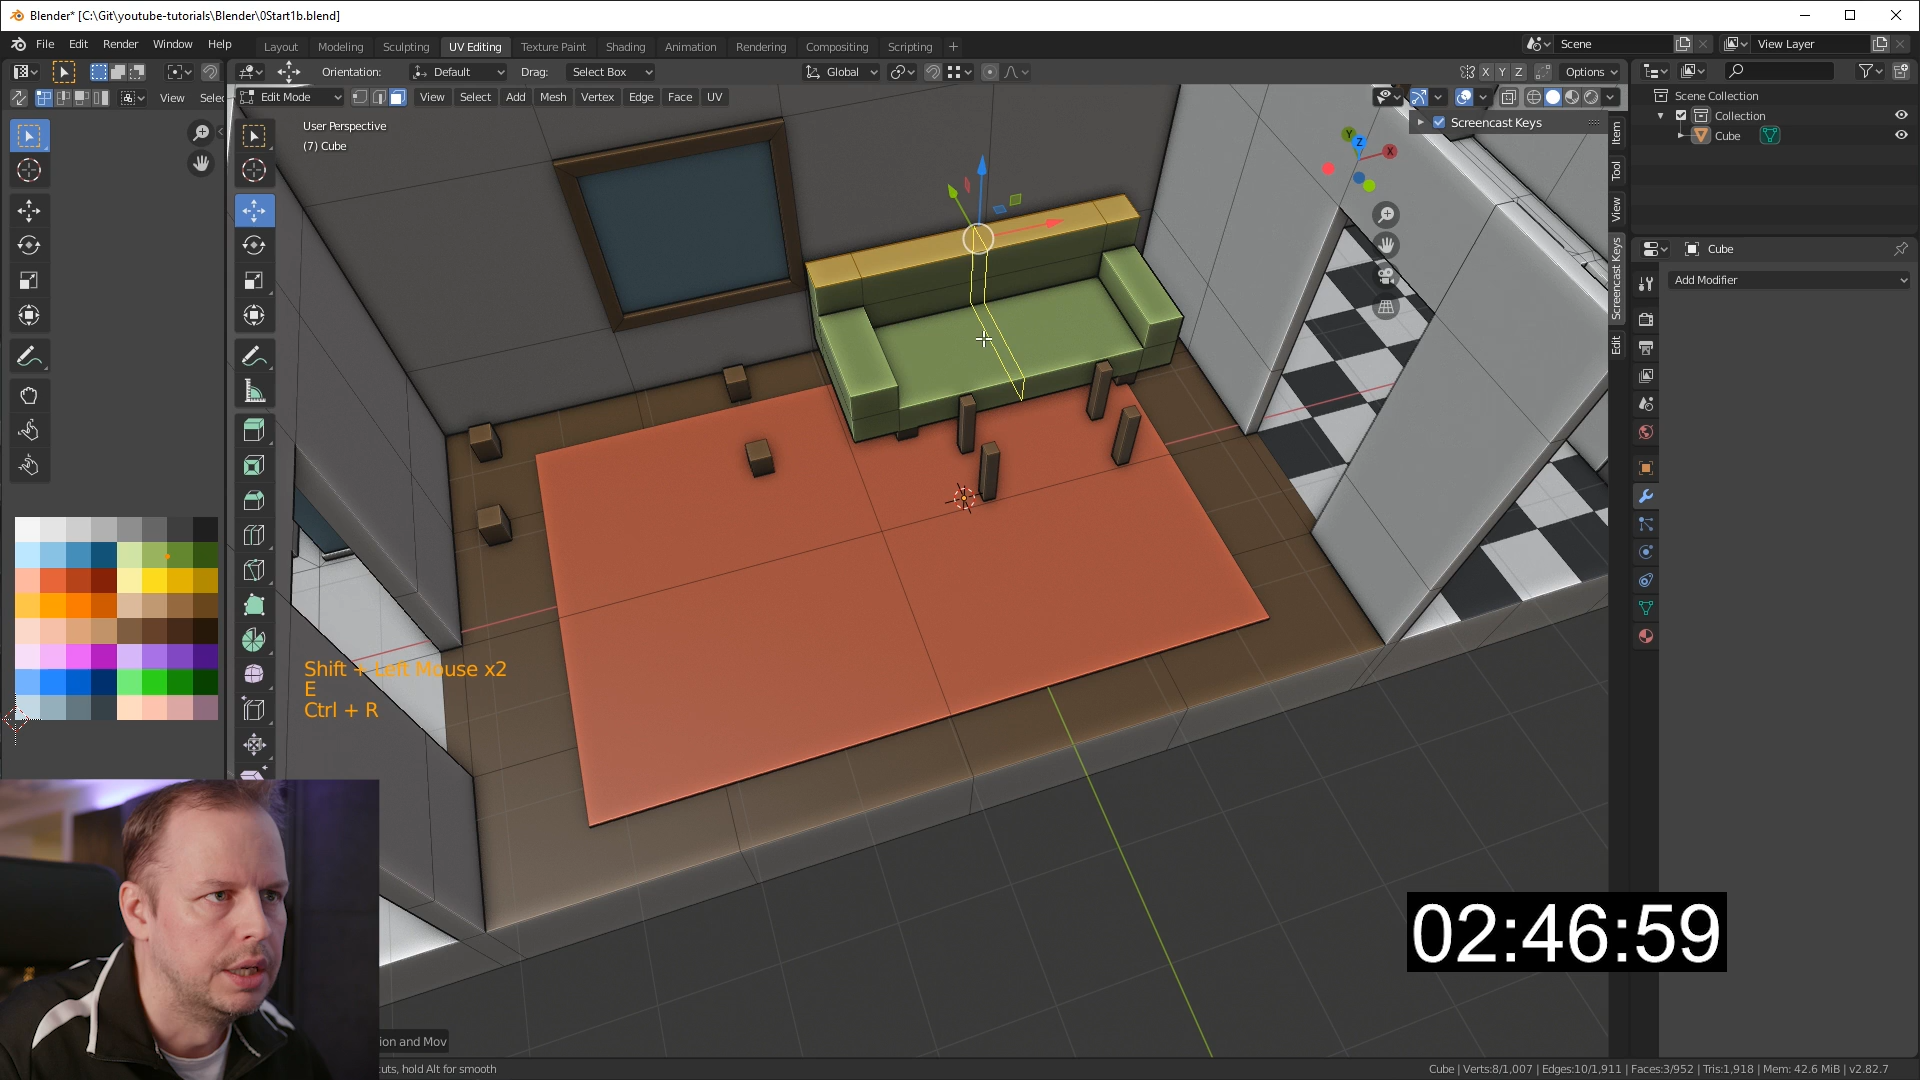 Blender* [C:\Git\youtube-tutorials\Blender\0Start1b.blend]
File Edit Render Window Help
Layout Modeling Sculpting UV Editing Texture Paint Shading Animation Rendering Compositing Scripting +
Scene
View Layer
Orientation: Default Drag: Select Box
Global
X Y Z Options
View Selec
Edit Mode View Select Add Mesh Vertex Edge Face UV
User Perspective
(7) Cube
Screencast Keys
Y
Z
X
Item
Tool
View
Screencast Keys
Edit
Scene Collection
Collection
Cube
Cube
Add Modifier
Shift + Left Mouse x2
E
Ctrl + R
02:46:59
ion and Mov
cuts, hold Alt for smooth
Cube | Verts:8/1,007 | Edges:10/1,911 | Faces:3/952 | Tris:1,918 | Mem: 42.6 MiB | v2.82.7